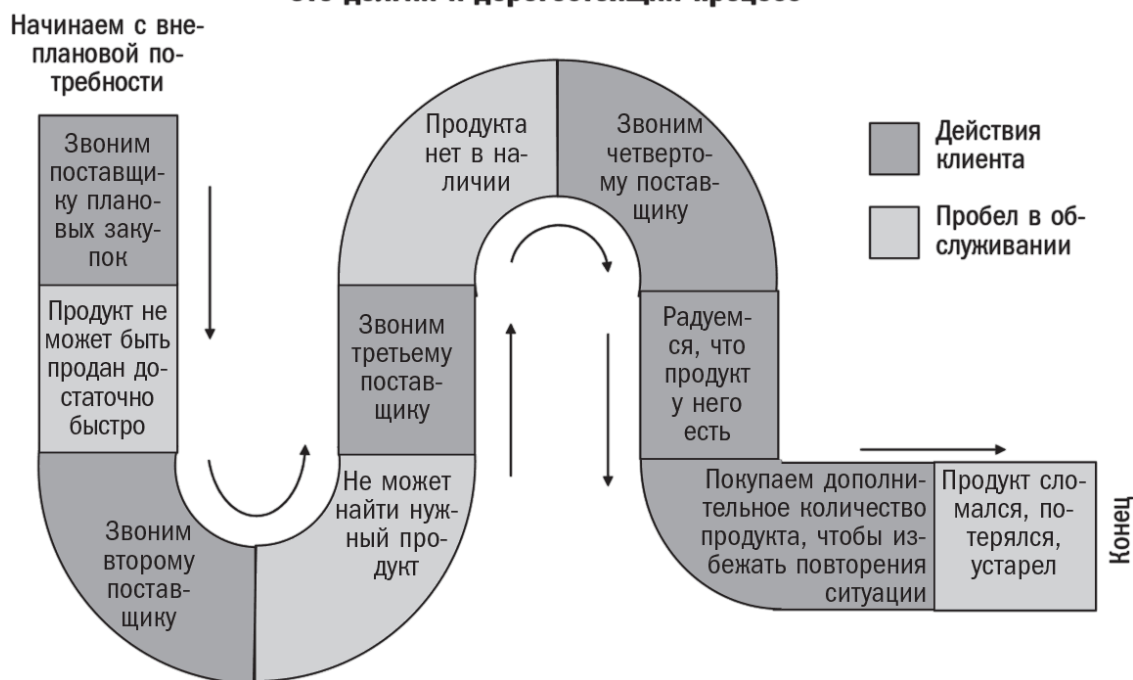 Начинаем с вне-
плановой по-
требности
Звоним
поставщи-
ку плано-
вых заку-
пок
Продукт не
может быть
продан до-
статочно
быстро
Звоним
второму
постав-
щику
Не может
найти нуж-
ный про-
дукт
Звоним
третьему
постав-
щику
Продукта
нет в на-
личии
Звоним
четверто-
му постав-
щику
Радуем-
ся, что
продукт
у него
есть
Покупаем дополни-
тельное количество
продукта, чтобы из-
бежать повторения
ситуации
Продукт сло-
мался, по-
терялся,
устарел
Конец
Действия
клиента
Пробел в об-
служивании